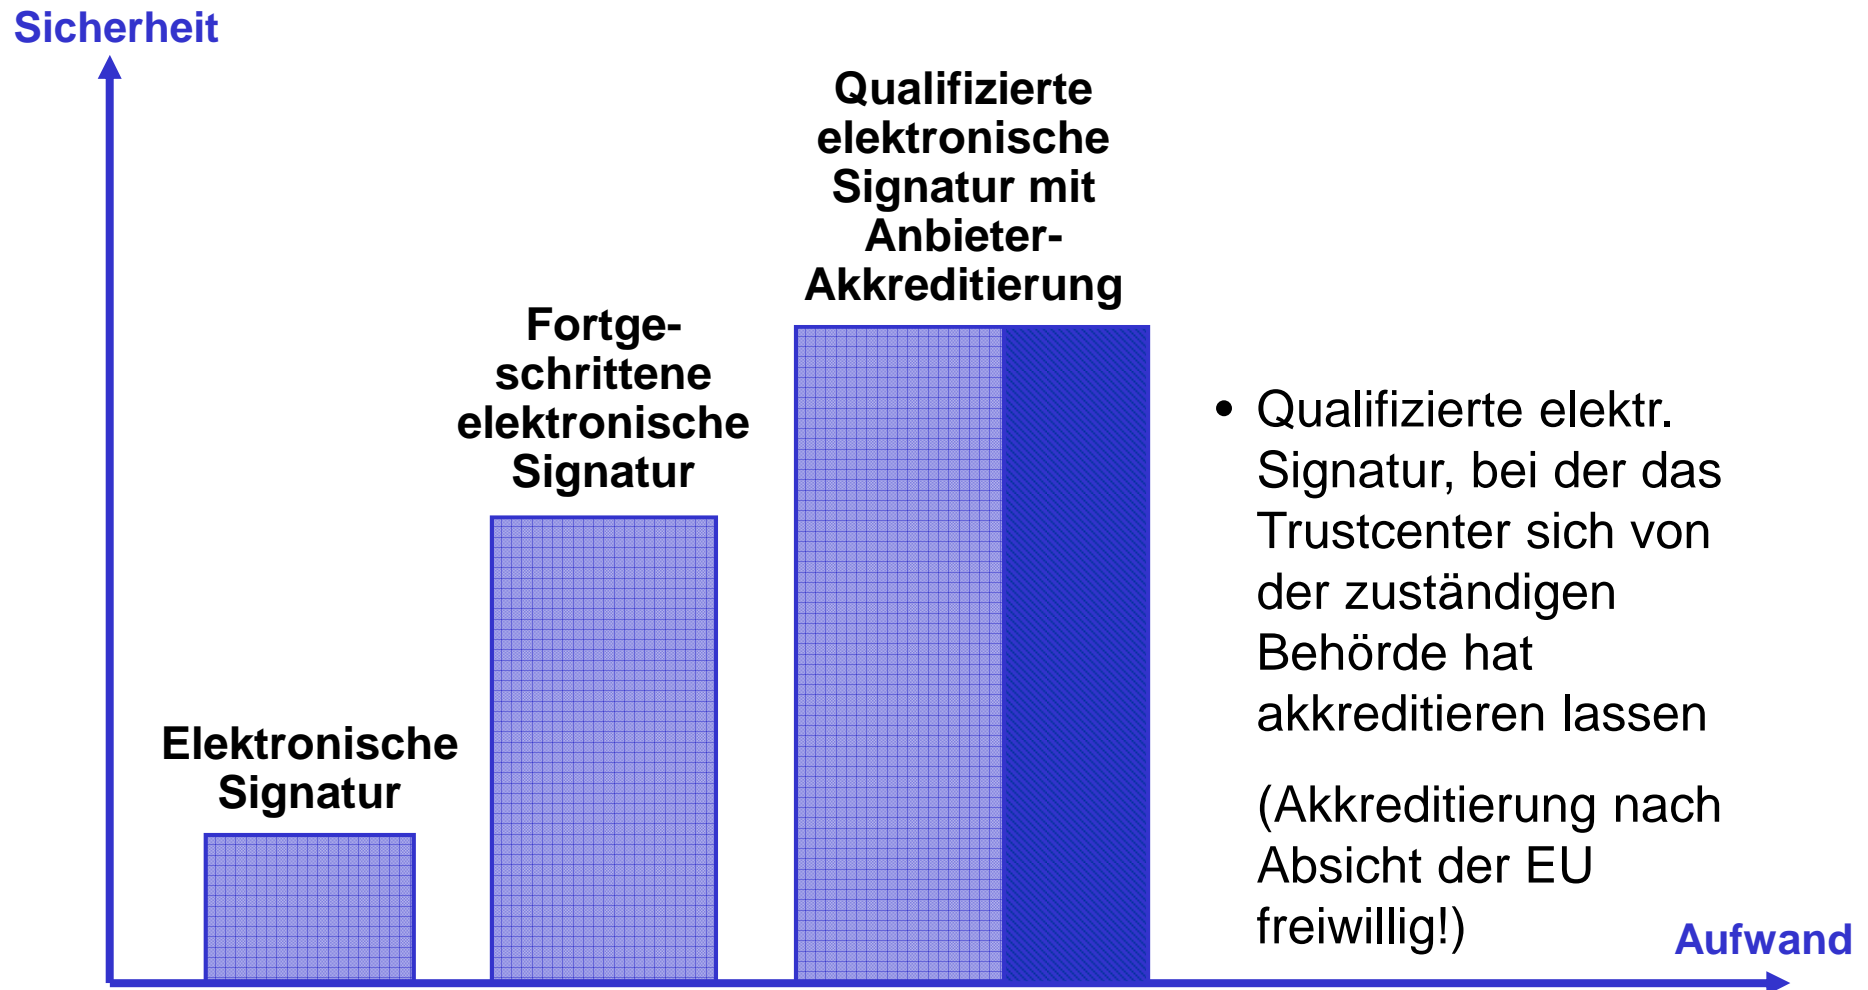 Sicherheit
Qualifizierte
elektronische
Signatur mit
Anbieter-
Akkreditierung
Fortge-
schrittene
elektronische
Signatur
Elektronische
Signatur
• Qualifizierte elektr.
Signatur, bei der das
Trustcenter sich von
der zuständigen
Behörde hat
akkreditieren lassen
(Akkreditierung nach
Absicht der EU
freiwillig!)
Aufwand